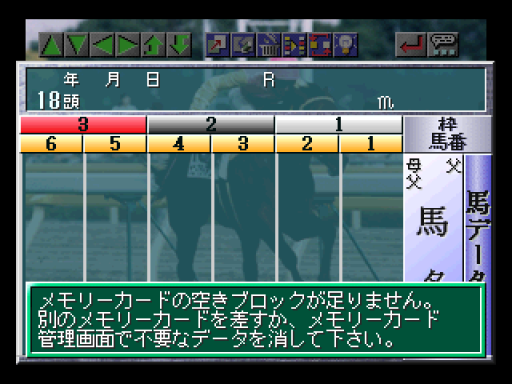 年 月 日 R
18頭 m
3 2 1 枠
6 5 4 3 2 1 馬番
母父 父
馬
馬データ
メモリーカードの空きブロックが足りません。
別のメモリーカードを差すか、メモリーカード
管理画面で不要なデータを消して下さい。